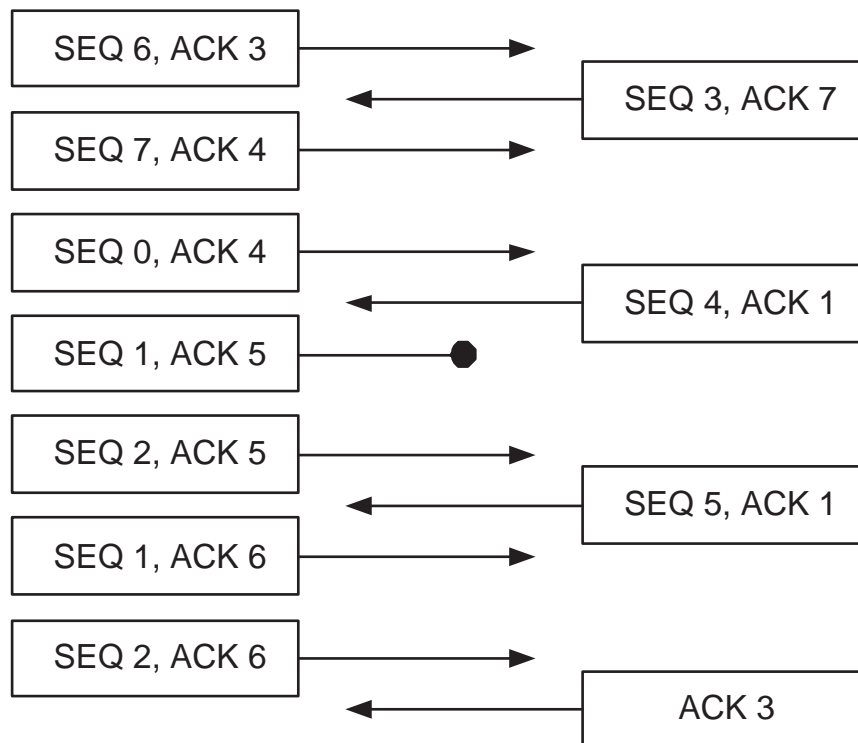 SEQ 6, ACK 3
SEQ 3, ACK 7
SEQ 7, ACK 4
SEQ 0, ACK 4
SEQ 4, ACK 1
SEQ 1, ACK 5
SEQ 2, ACK 5
SEQ 5, ACK 1
SEQ 1, ACK 6
SEQ 2, ACK 6
ACK 3